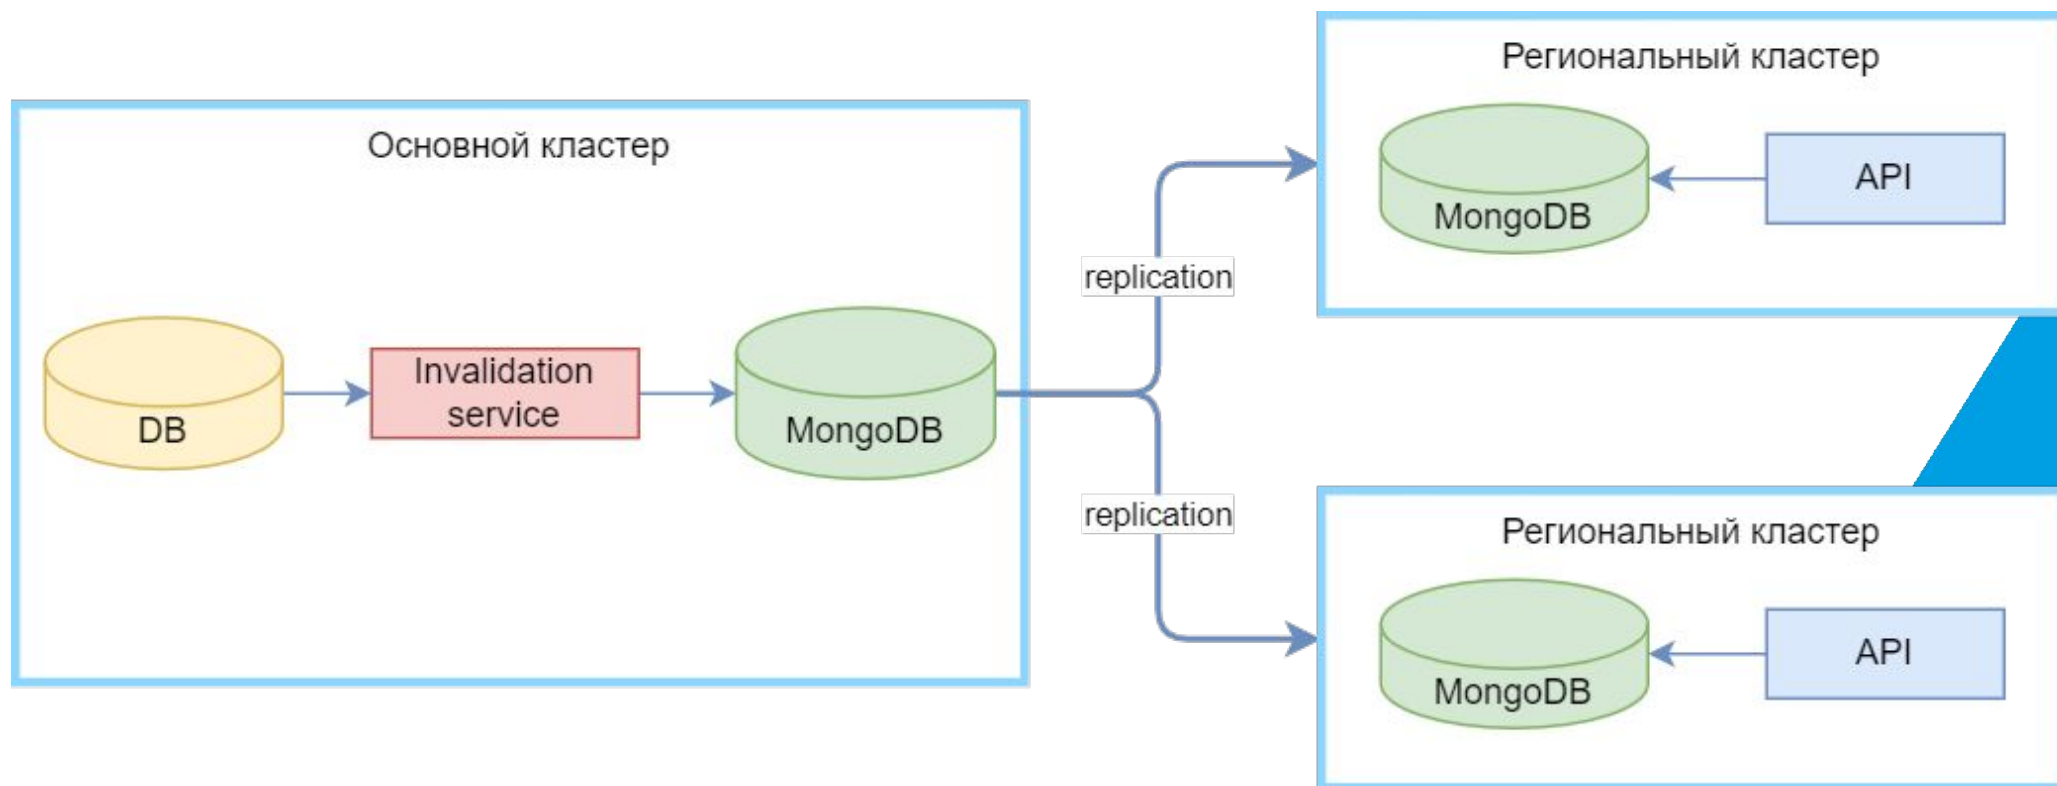 Основной кластер
DB
Invalidation
service
MongoDB
replication
replication
Региональный кластер
MongoDB
API
Региональный кластер
MongoDB
API